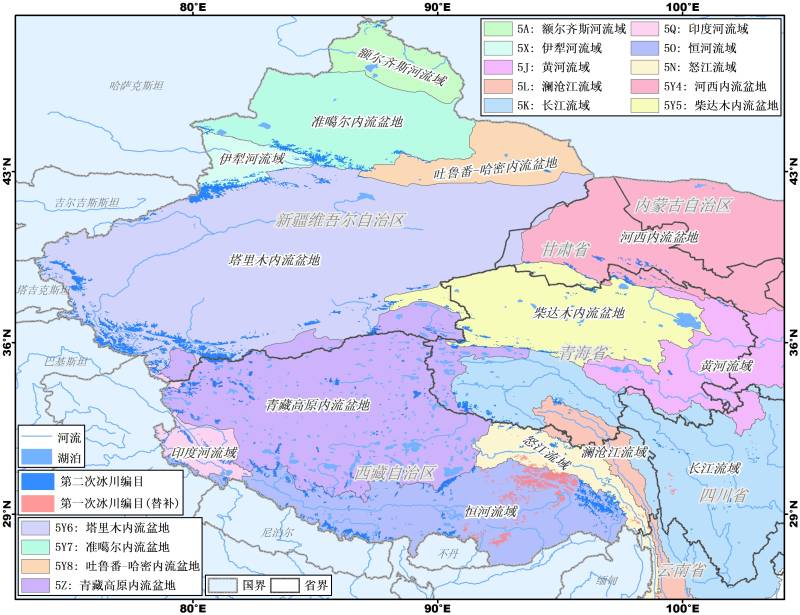 80°E
90°E
100°E
5A: 额尔齐斯河流域
5Q: 印度河流域
5X: 伊犁河流域
5O: 恒河流域
5J: 黄河流域
5N: 怒江流域
5L: 澜沧江流域
5Y4: 河西内流盆地
5K: 长江流域
5Y5: 柴达木内流盆地
额尔齐斯河流域
哈萨克斯坦
准噶尔内流盆地
伊犁河流域
吐鲁番-哈密内流盆地
43°N
43°N
吉尔吉斯斯坦
新疆维吾尔自治区
内蒙古自治区
河西内流盆地
甘肃省
塔里木内流盆地
塔吉克斯坦
柴达木内流盆地
36°N
36°N
青海省
巴基斯坦
黄河流域
青藏高原内流盆地
河流
湖泊
印度河流域
怒江流域
澜沧江流域
西藏自治区
长江流域
第二次冰川编目
第一次冰川编目(替补)
四川省
29°N
29°N
恒河流域
5Y6: 塔里木内流盆地
5Y7: 准噶尔内流盆地
5Y8: 吐鲁番-哈密内流盆地
5Z: 青藏高原内流盆地
尼泊尔
不丹
云南省
缅甸
国界
省界
80°E
90°E
100°E